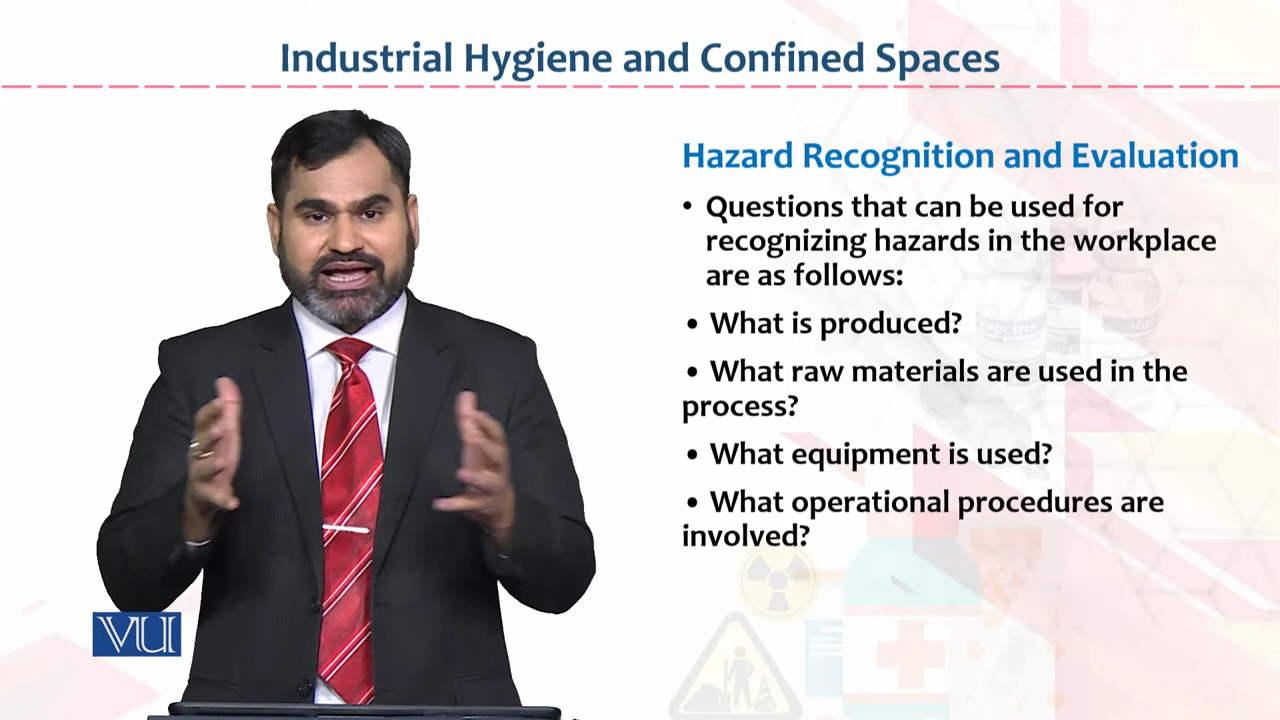 Industrial Hygiene and Confined Spaces
Hazard Recognition and Evaluation
• Questions that can be used for
recognizing hazards in the workplace
are as follows:
• What is produced?
• What raw materials are used in the
process?
• What equipment is used?
• What operational procedures are
involved?
Vaccine
VU